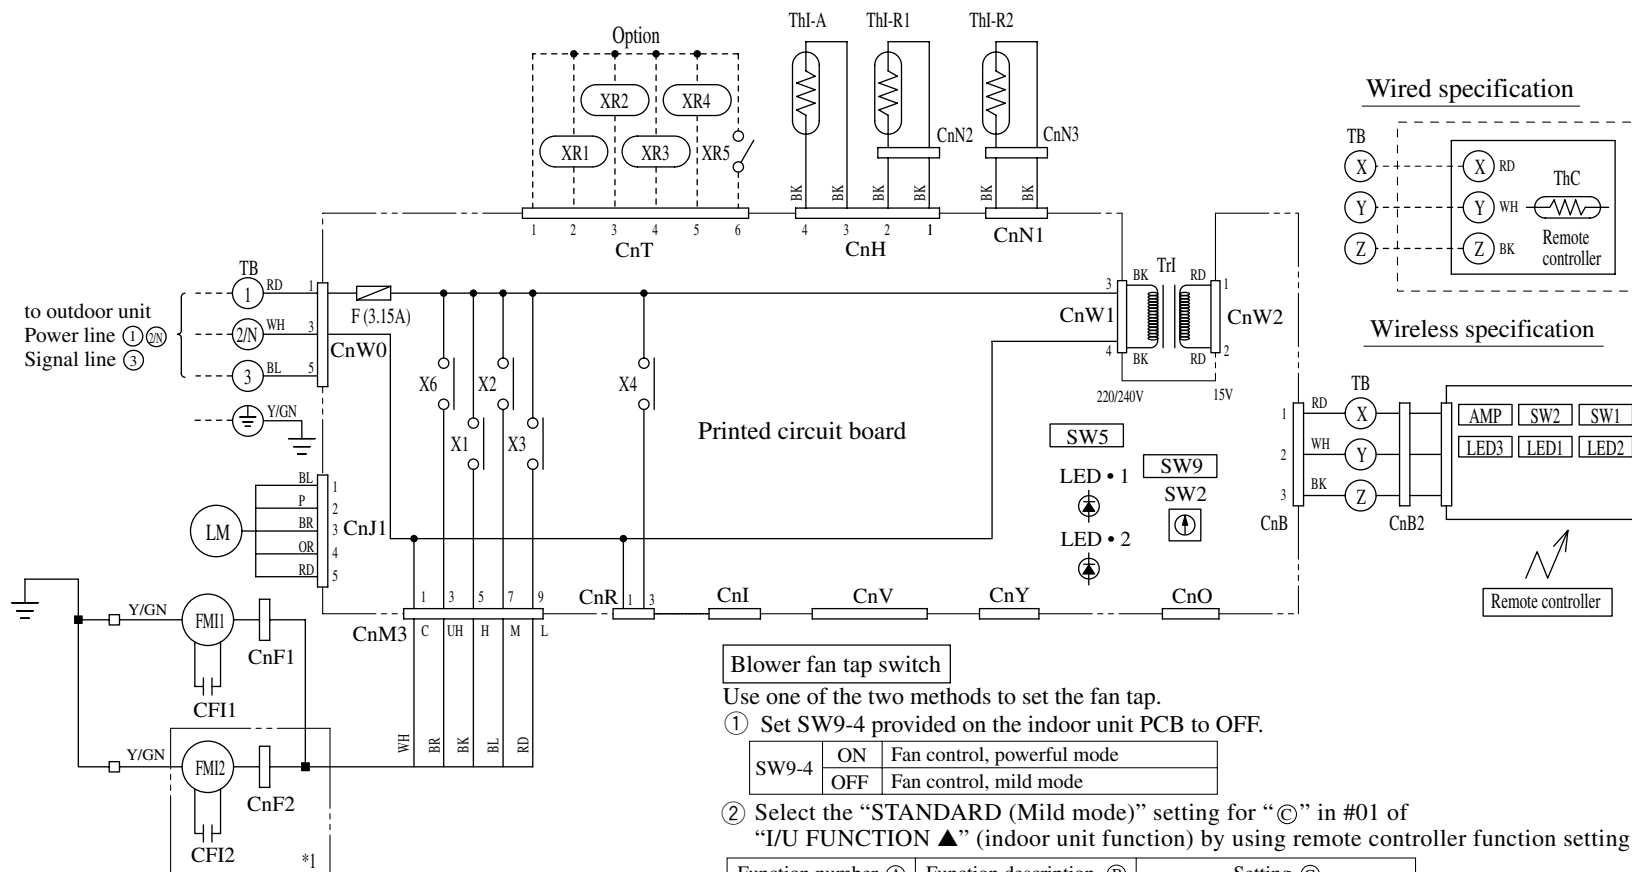 Option
XR1
XR2
XR3
XR4
XR5
1 2 3 4 5 6
CnT
ThI-A ThI-R1 ThI-R2
CnN2 CnN3
BK BK BK BK BK BK
4 3 2 1
CnH CnN1
Wired specification
TB
X X RD
Y Y WH
Z Z BK
ThC
Remote
controller
to outdoor unit
Power line ① 2/N
Signal line ③
TB
1 RD 1
2/N WH 3
3 BL 5
Y/GN
CnW0
F (3.15A)
X6 X2 X4
X1 X3
Printed circuit board
TrI
3 BK RD 1
CnW1 CnW2
4 BK RD 2
220/240V 15V
SW5
SW9
LED • 1
SW2
LED • 2
Wireless specification
TB
1 RD X
2 WH Y
3 BK Z
CnB CnB2
AMP SW2 SW1
LED3 LED1 LED2
Remote controller
LM
BL 1
P 2
BR 3
OR 4
RD 5
CnJ1
1 3 5 7 9
CnM3
C UH H M L
CnR 1 3
CnI CnV CnY CnO
WH BR BK BL RD
Y/GN FMI1 CnF1
CFI1
Y/GN FMI2 CnF2
CFI2 *1
Blower fan tap switch
Use one of the two methods to set the fan tap.
① Set SW9-4 provided on the indoor unit PCB to OFF.
SW9-4 ON Fan control, powerful mode
OFF Fan control, mild mode
② Select the “STANDARD (Mild mode)” setting for “Ⓒ” in #01 of
“I/U FUNCTION ▲” (indoor unit function) by using remote controller function setting
Function number Ⓐ Function description Ⓑ Setting Ⓒ